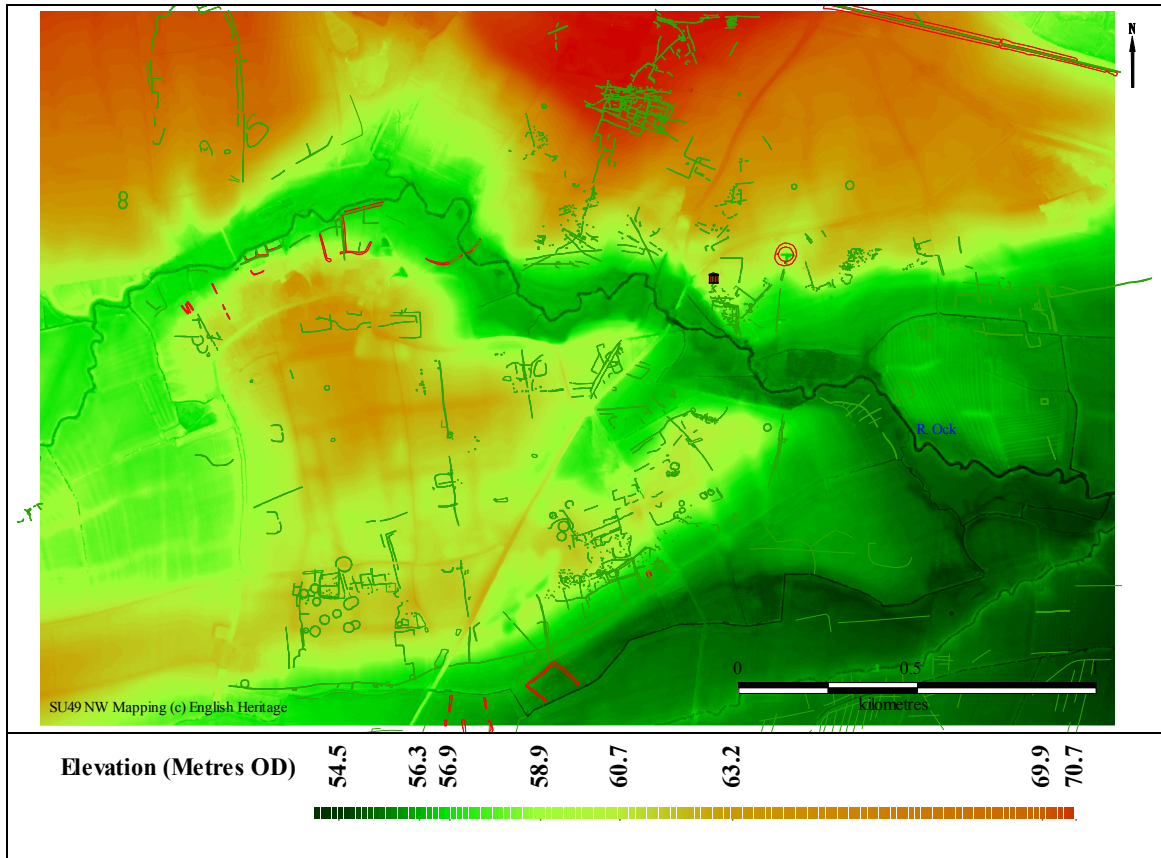 N
R. Ock
0 0.5 1
kilometres
SU49 NW Mapping (c) English Heritage
Elevation (Metres OD)
54.5 56.3 56.9 58.9 60.7 63.2 69.9 70.7